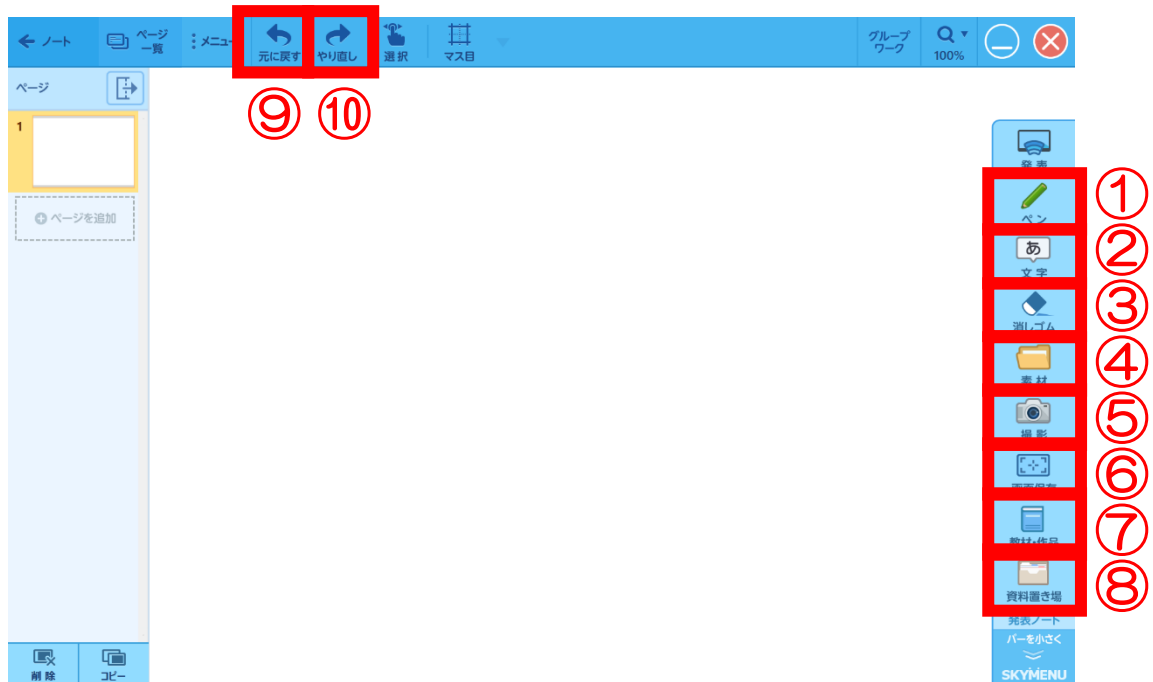 ノート
ページ
一覧
メニュー
元に戻す
やり直し
選択
マス目
グループ
ワーク
100%
ページ
⑨ ⑩
1
ページを追加
発表
ペン
①
文字
②
消しゴム
③
素材
④
撮影
⑤
画面保存
⑥
教材・作品
⑦
資料置き場
⑧
発表ノート
バーを小さく
SKYMENU
削除
コピー